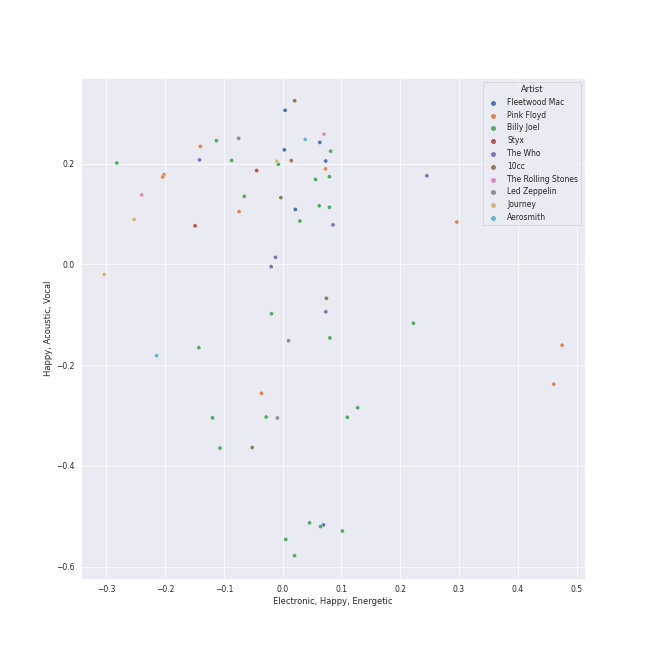 Artist
Fleetwood Mac
Pink Floyd
Billy Joel
Styx
The Who
10cc
The Rolling Stones
Led Zeppelin
Journey
Aerosmith
0.2
0.0
−0.2
−0.4
−0.6
Happy, Acoustic, Vocal
−0.3 −0.2 −0.1 0.0 0.1 0.2 0.3 0.4 0.5
Electronic, Happy, Energetic